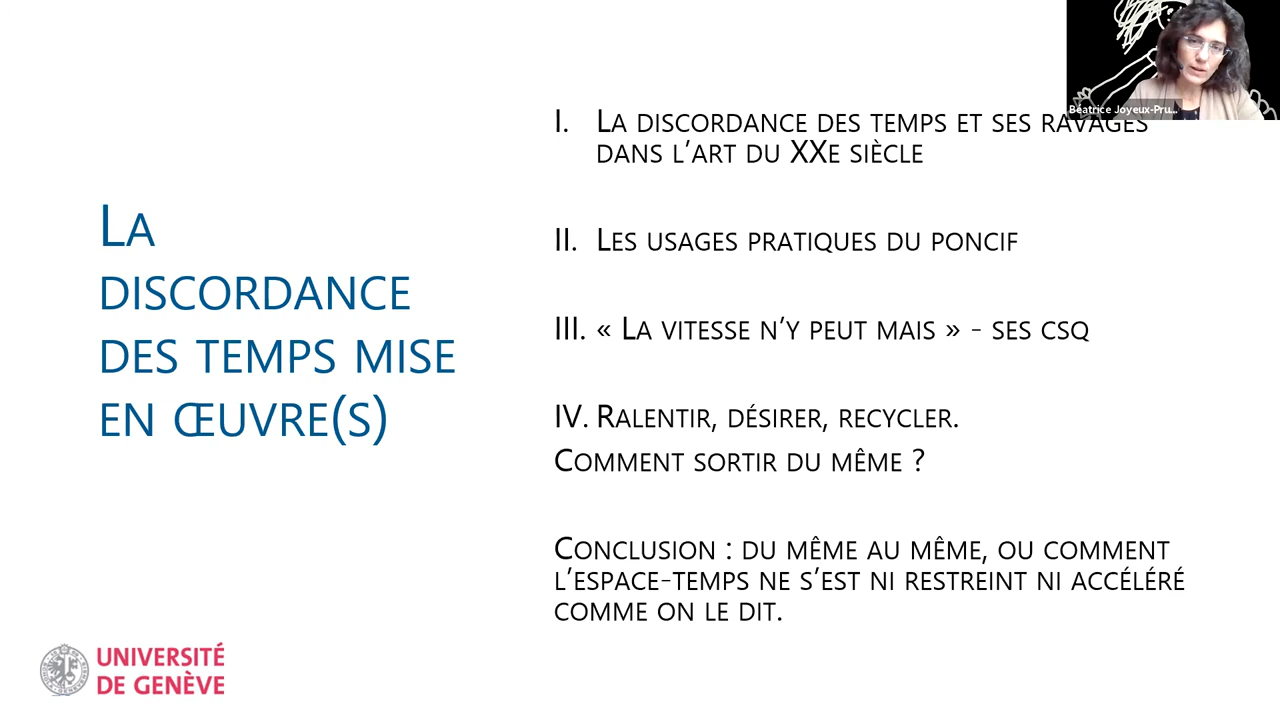 La
discordance
des temps mise
en œuvre(s)
I. La discordance des temps et ses ravages
dans l’art du XXe siècle
II. Les usages pratiques du poncif
III. « La vitesse n’y peut mais » - ses csq
IV. Ralentir, désirer, recycler.
Comment sortir du même ?
Conclusion : du même au même, ou comment
l’espace-temps ne s’est ni restreint ni accéléré
comme on le dit.
Béatrice Joyeux-Pru...
UNIVERSITÉ
DE GENÈVE